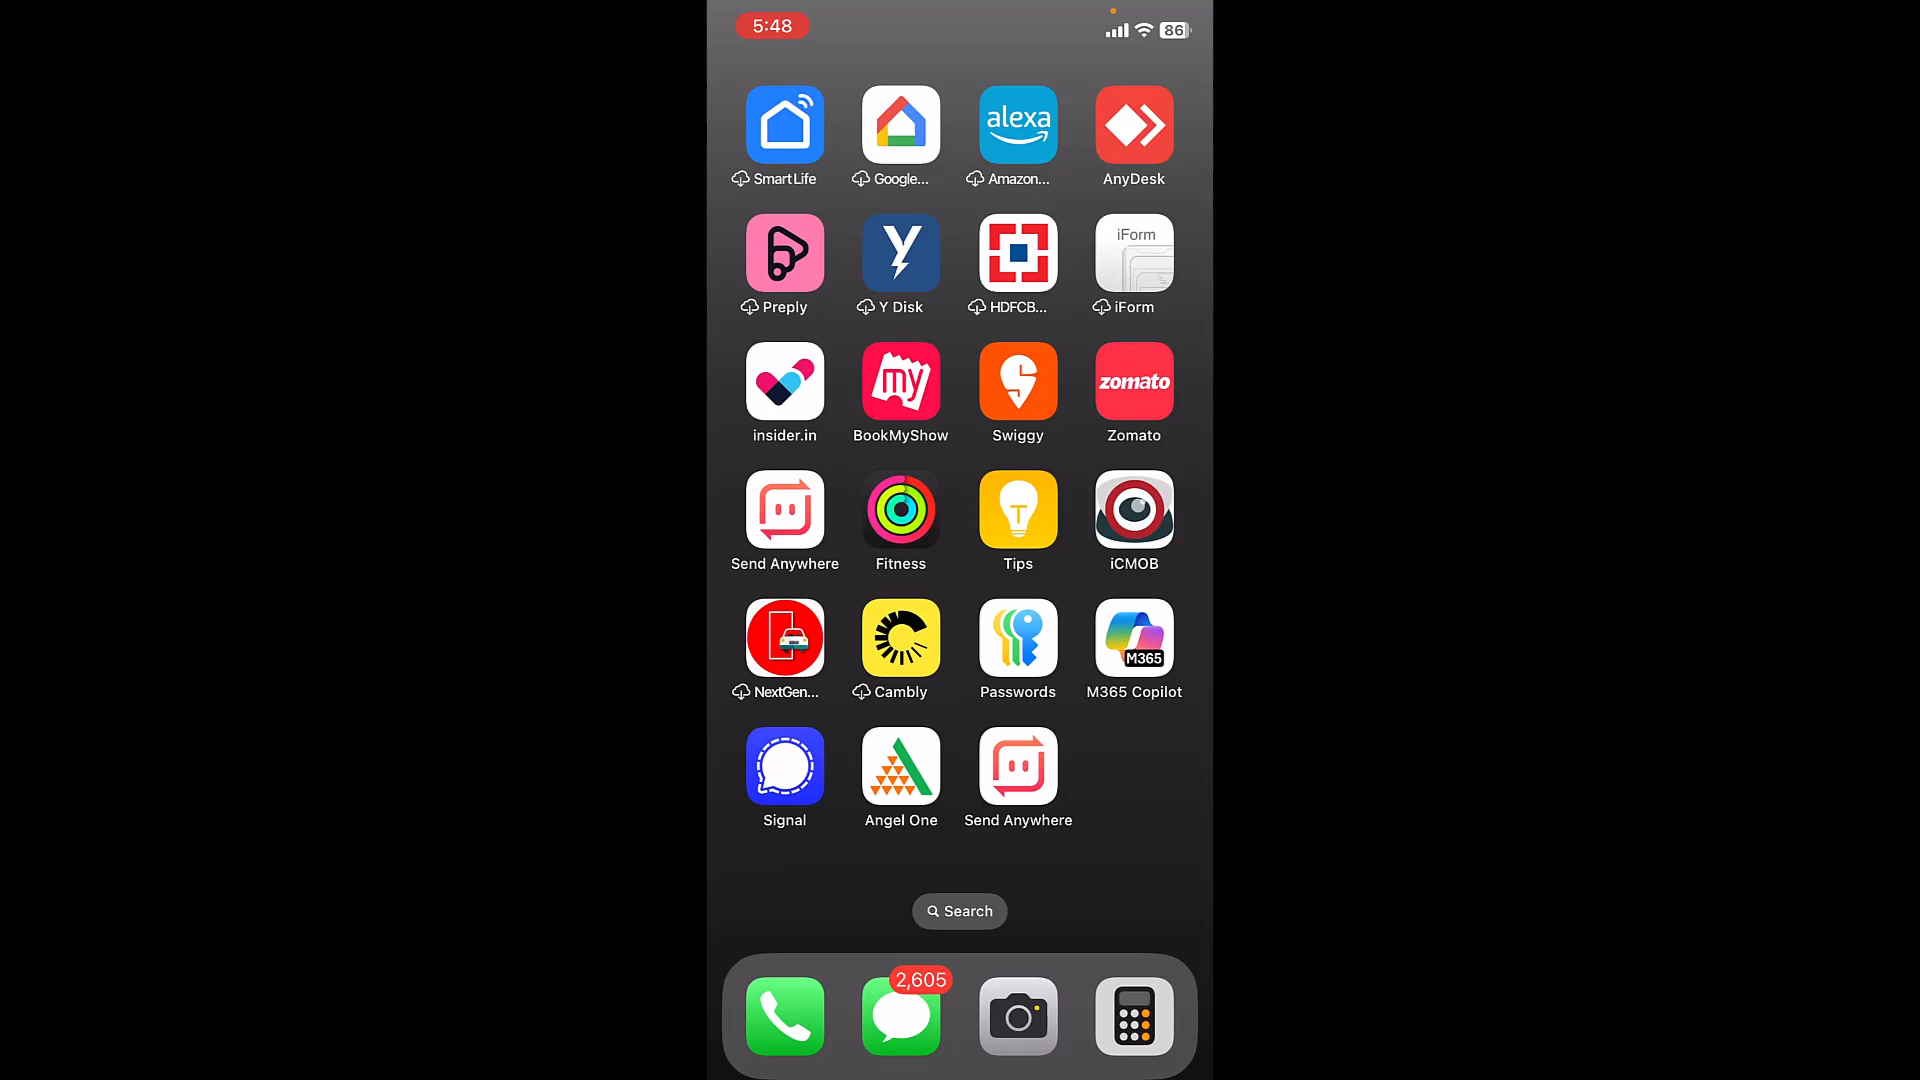 5:48
86
alexa
SmartLife
Google...
Amazon...
AnyDesk
iForm
Preply
Y Disk
HDFCB...
iForm
my
zomato
insider.in
BookMyShow
Swiggy
Zomato
T
Send Anywhere
Fitness
Tips
iCMOB
M365
NextGen...
Cambly
Passwords
M365 Copilot
Signal
Angel One
Send Anywhere
Search
2,605